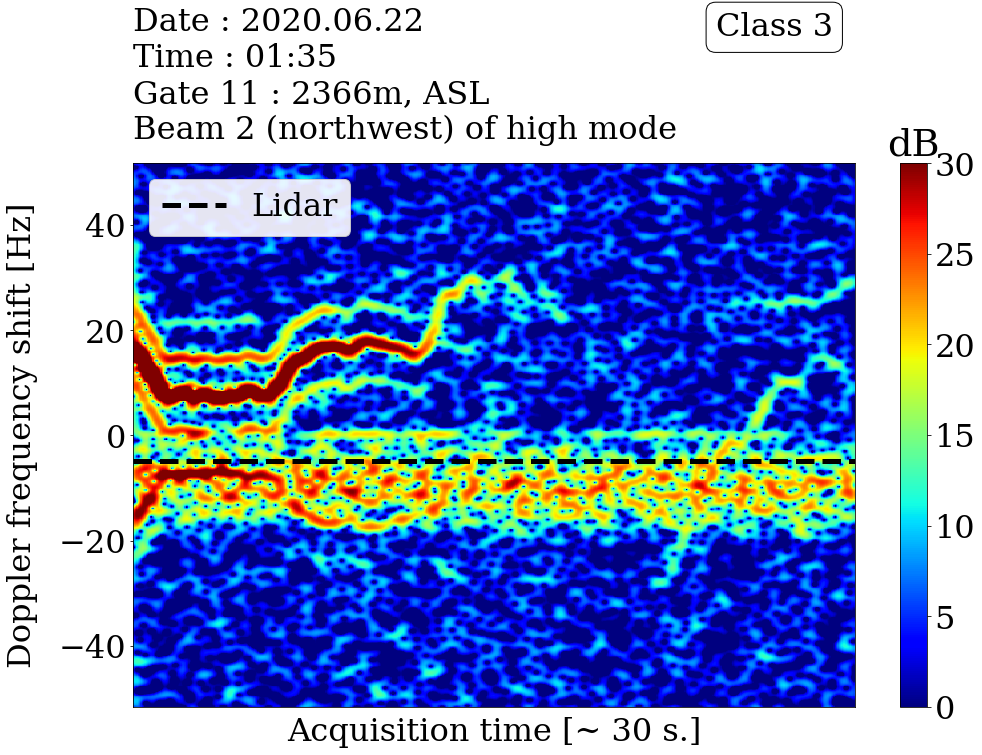 Date : 2020.06.22
Time : 01:35
Gate 11 : 2366m, ASL
Beam 2 (northwest) of high mode
Class 3
dB
Lidar
Doppler frequency shift [Hz]
40
20
0
−20
−40
30
25
20
15
10
5
0
Acquisition time [~ 30 s.]